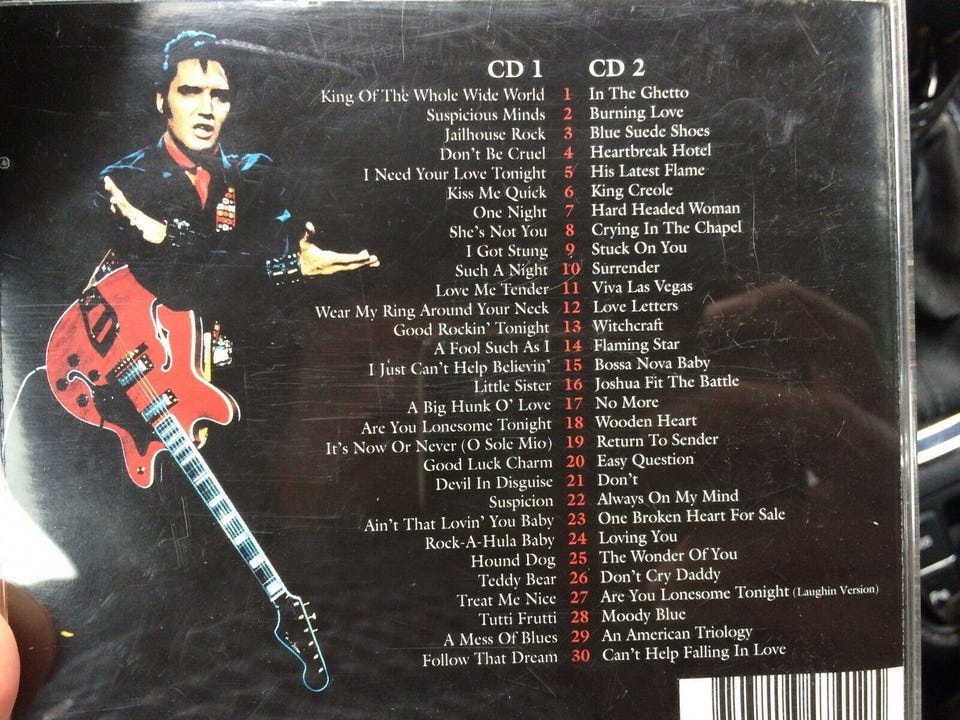 CD 1 CD 2
King Of The Whole Wide World 1 In The Ghetto
Suspicious Minds 2 Burning Love
Jailhouse Rock 3 Blue Suede Shoes
Don't Be Cruel 4 Heartbreak Hotel
I Need Your Love Tonight 5 His Latest Flame
Kiss Me Quick 6 King Creole
One Night 7 Hard Headed Woman
She's Not You 8 Crying In The Chapel
I Got Stung 9 Stuck On You
Such A Night 10 Surrender
Love Me Tender 11 Viva Las Vegas
Wear My Ring Around Your Neck 12 Love Letters
Good Rockin' Tonight 13 Witchcraft
A Fool Such As I 14 Flaming Star
I Just Can't Help Believin' 15 Bossa Nova Baby
Little Sister 16 Joshua Fit The Battle
A Big Hunk O' Love 17 No More
Are You Lonesome Tonight 18 Wooden Heart
It's Now Or Never (O Sole Mio) 19 Return To Sender
Good Luck Charm 20 Easy Question
Devil In Disguise 21 Don't
Suspicion 22 Always On My Mind
Ain't That Lovin' You Baby 23 One Broken Heart For Sale
Rock-A-Hula Baby 24 Loving You
Hound Dog 25 The Wonder Of You
Teddy Bear 26 Don't Cry Daddy
Treat Me Nice 27 Are You Lonesome Tonight (Laughin Version)
Tutti Frutti 28 Moody Blue
A Mess Of Blues 29 An American Triology
Follow That Dream 30 Can't Help Falling In Love